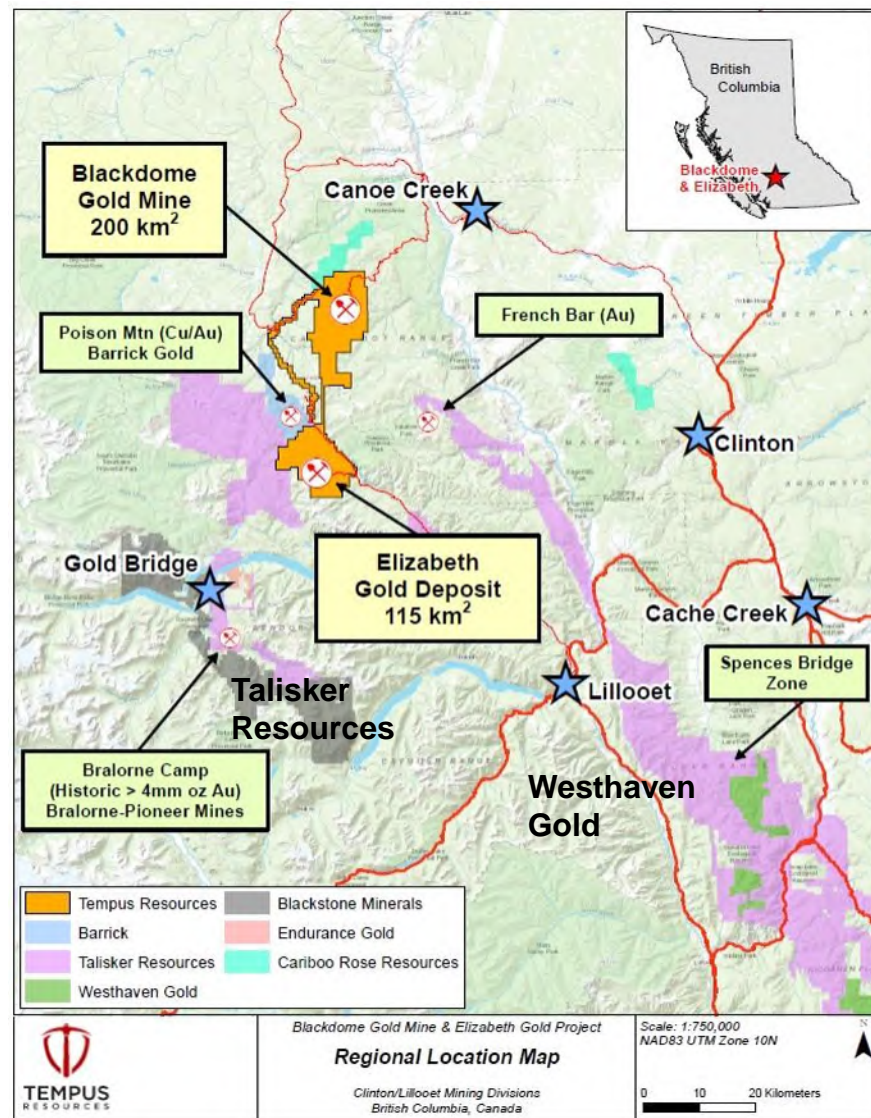 British
Columbia
Blackdome
& Elizabeth
Blackdome
Gold Mine
200 km²
Canoe Creek
Poison Mtn (Cu/Au)
Barrick Gold
French Bar (Au)
Clinton
Gold Bridge
Elizabeth
Gold Deposit
115 km²
Cache Creek
Spences Bridge
Zone
Talisker
Resources
Lillooet
Bralorne Camp
(Historic > 4mm oz Au)
Bralorne-Pioneer Mines
Westhaven
Gold
Tempus Resources
Barrick
Talisker Resources
Westhaven Gold
Blackstone Minerals
Endurance Gold
Cariboo Rose Resources
TEMPUS
RESOURCES
Blackdome Gold Mine & Elizabeth Gold Project
Regional Location Map
Clinton/Lillooet Mining Divisions
British Columbia, Canada
Scale: 1:750,000
NAD83 UTM Zone 10N
N
0 10 20 Kilometers